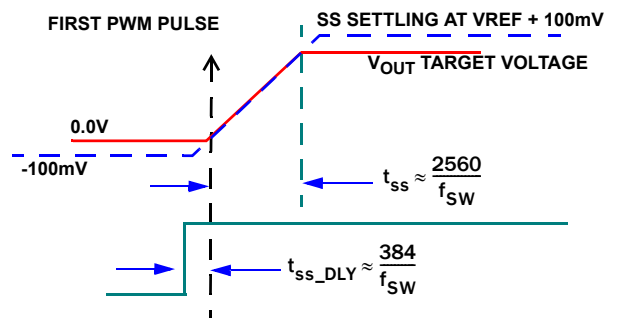 FIRST PWM PULSE
SS SETTLING AT VREF + 100mV
VOUT TARGET VOLTAGE
0.0V
-100mV
tss ≈ 2560/fSW
tss_DLY ≈ 384/fSW